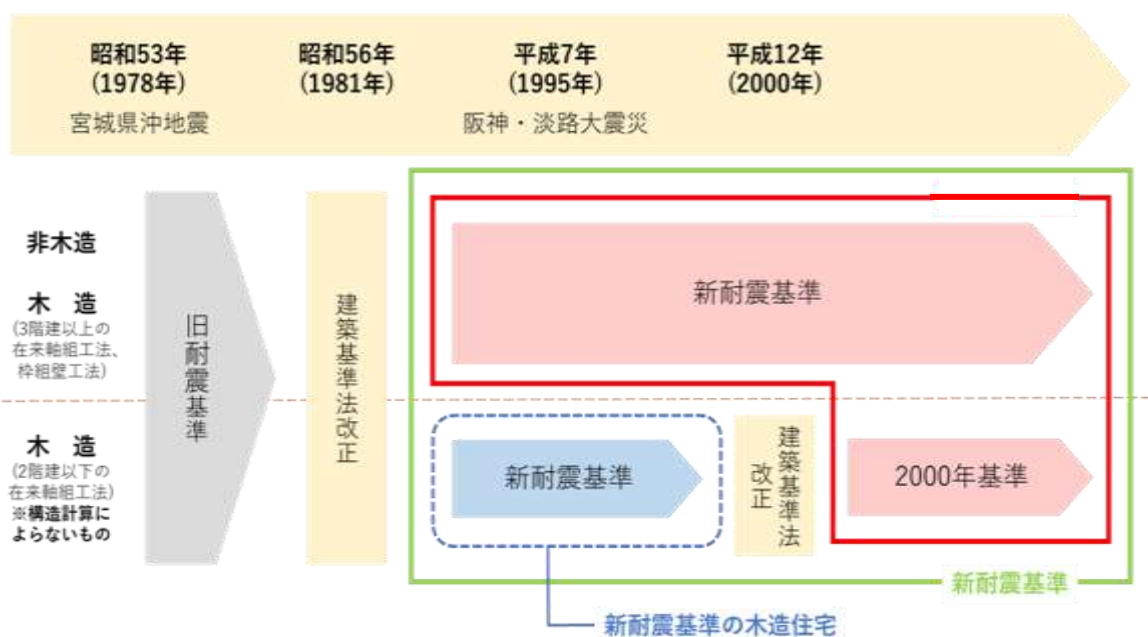 昭和53年
(1978年)
宮城県沖地震
昭和56年
(1981年)
平成7年
(1995年)
阪神・淡路大震災
平成12年
(2000年)
非木造
木　造
(3階建以上の
在来軸組工法、
枠組壁工法)
木　造
(2階建以下の
在来軸組工法)
※構造計算に
よらないもの
旧耐震基準
建築基準法改正
新耐震基準
新耐震基準
建築基準法
改正
2000年基準
新耐震基準
新耐震基準の木造住宅